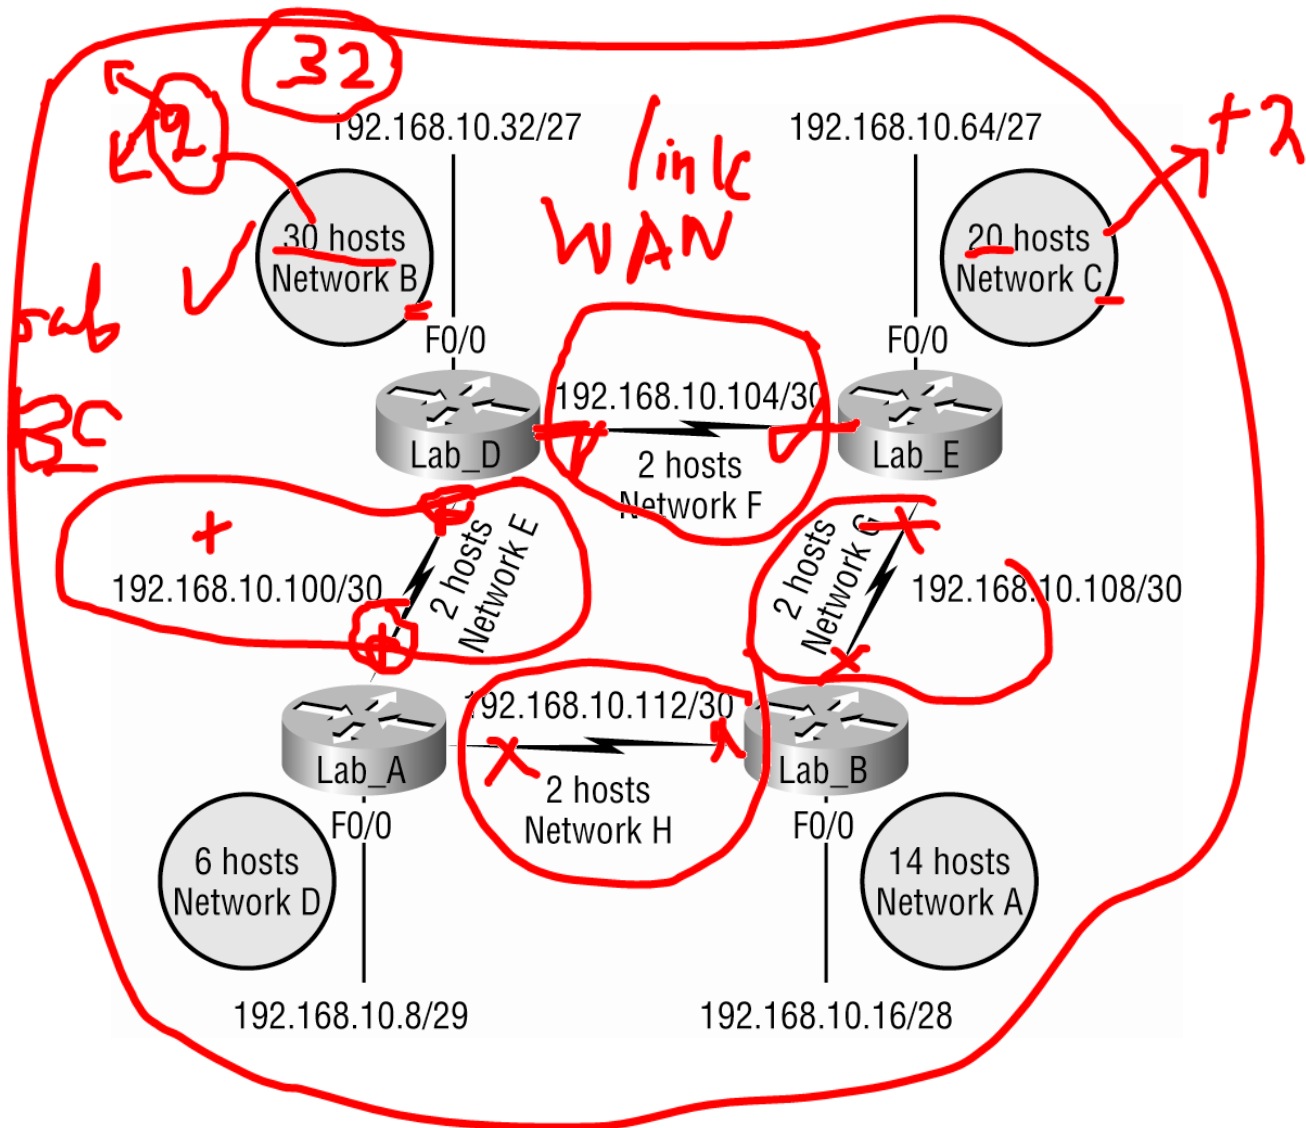 32
2
192.168.10.32/27
192.168.10.64/27
+2
link
WAN
30 hosts
Network B
20 hosts
Network C
sub
BC
F0/0
F0/0
192.168.10.104/30
Lab_D
Lab_E
2 hosts
Network F
+
192.168.10.100/30
2 hosts
Network E
2 hosts
Network G
192.168.10.108/30
192.168.10.112/30
Lab_A
Lab_B
2 hosts
Network H
F0/0
F0/0
6 hosts
Network D
14 hosts
Network A
192.168.10.8/29
192.168.10.16/28